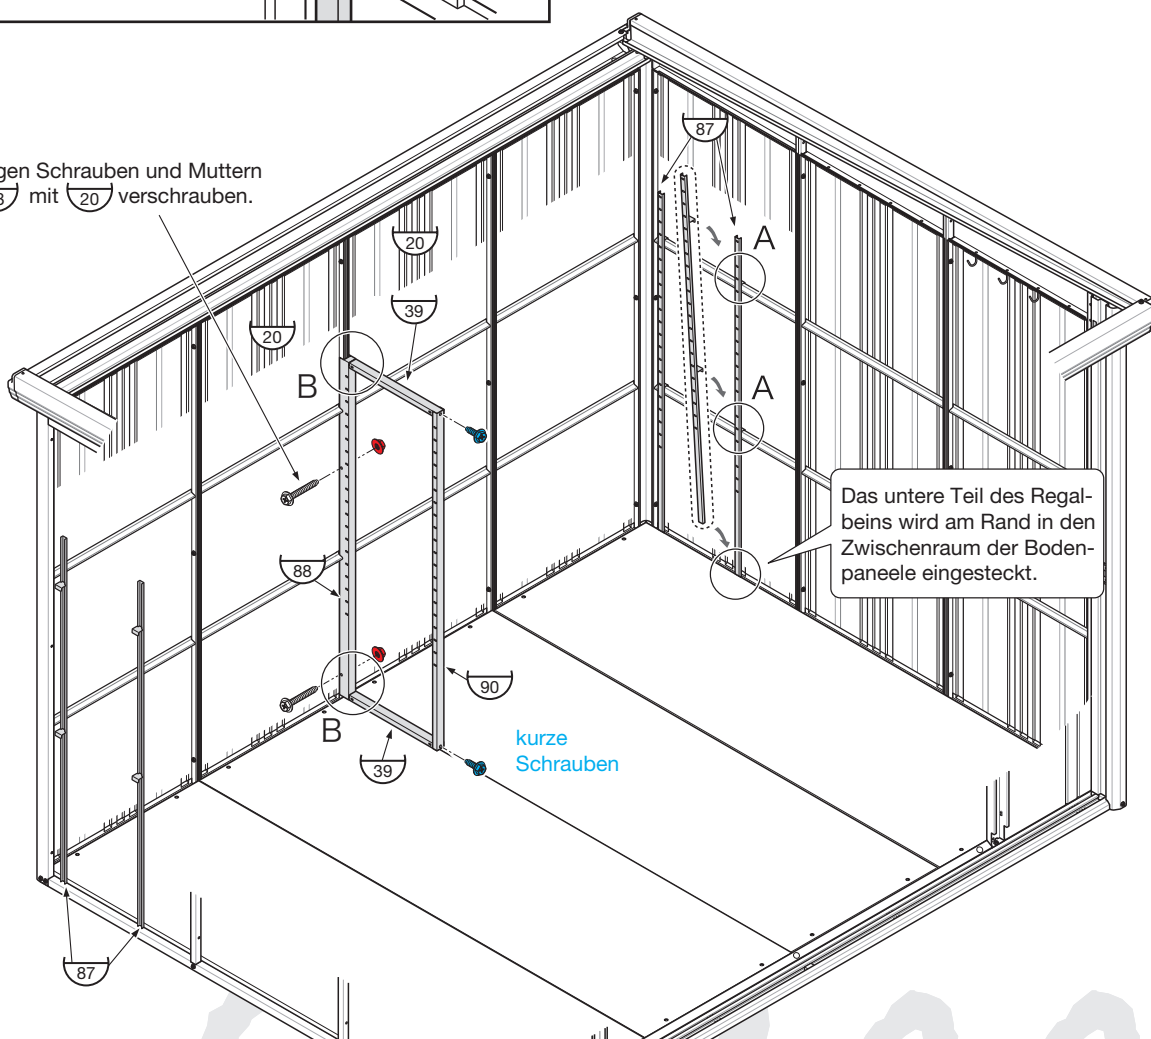 87
gen Schrauben und Muttern
mit 20 verschrauben.
20
A
39
20
B
A
Das untere Teil des Regal-
beins wird am Rand in den
Zwischenraum der Boden-
paneele eingesteckt.
88
90
B
kurze
Schrauben
39
87